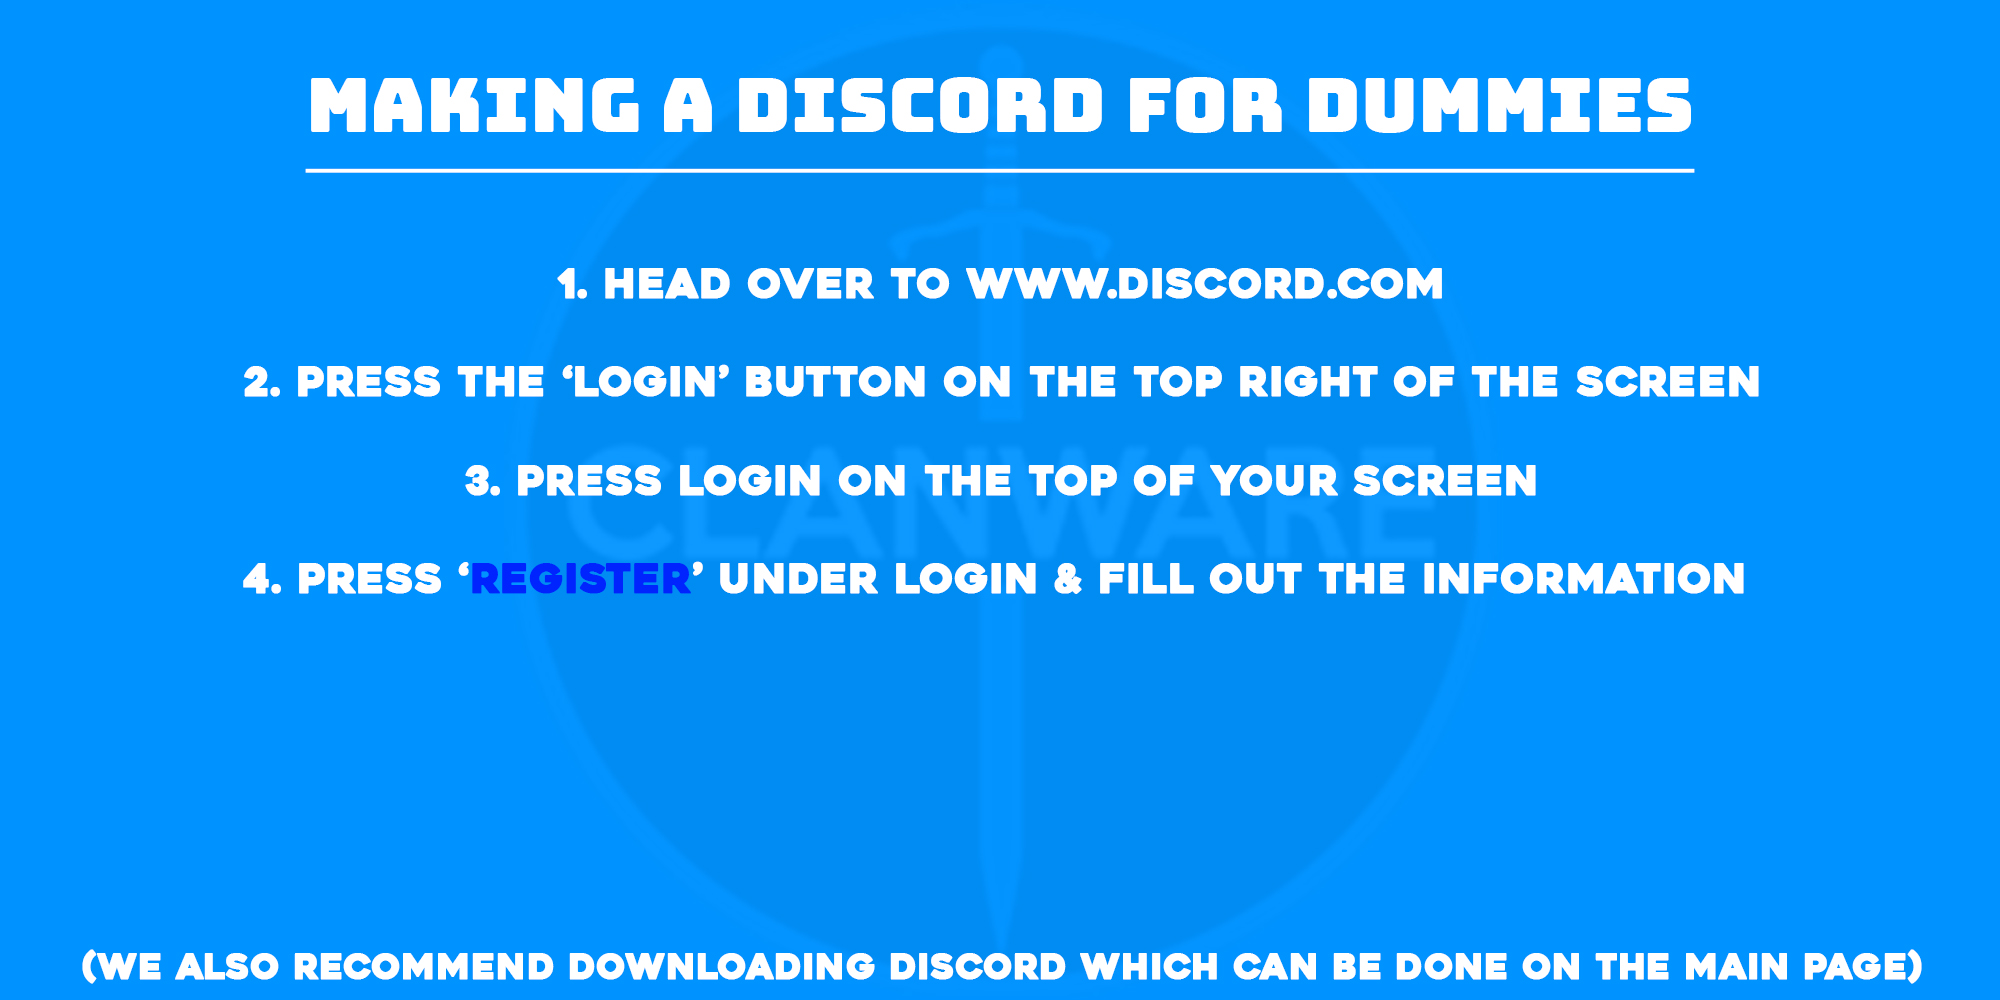 MAKING A DISCORD FOR DUMMIES
1. HEAD OVER TO WWW.DISCORD.COM
2. PRESS THE ‘LOGIN’ BUTTON ON THE TOP RIGHT OF THE SCREEN
CLANWARE
3. PRESS LOGIN ON THE TOP OF YOUR SCREEN
4. PRESS ‘REGISTER’ UNDER LOGIN & FILL OUT THE INFORMATION
(WE ALSO RECOMMEND DOWNLOADING DISCORD WHICH CAN BE DONE ON THE MAIN PAGE)